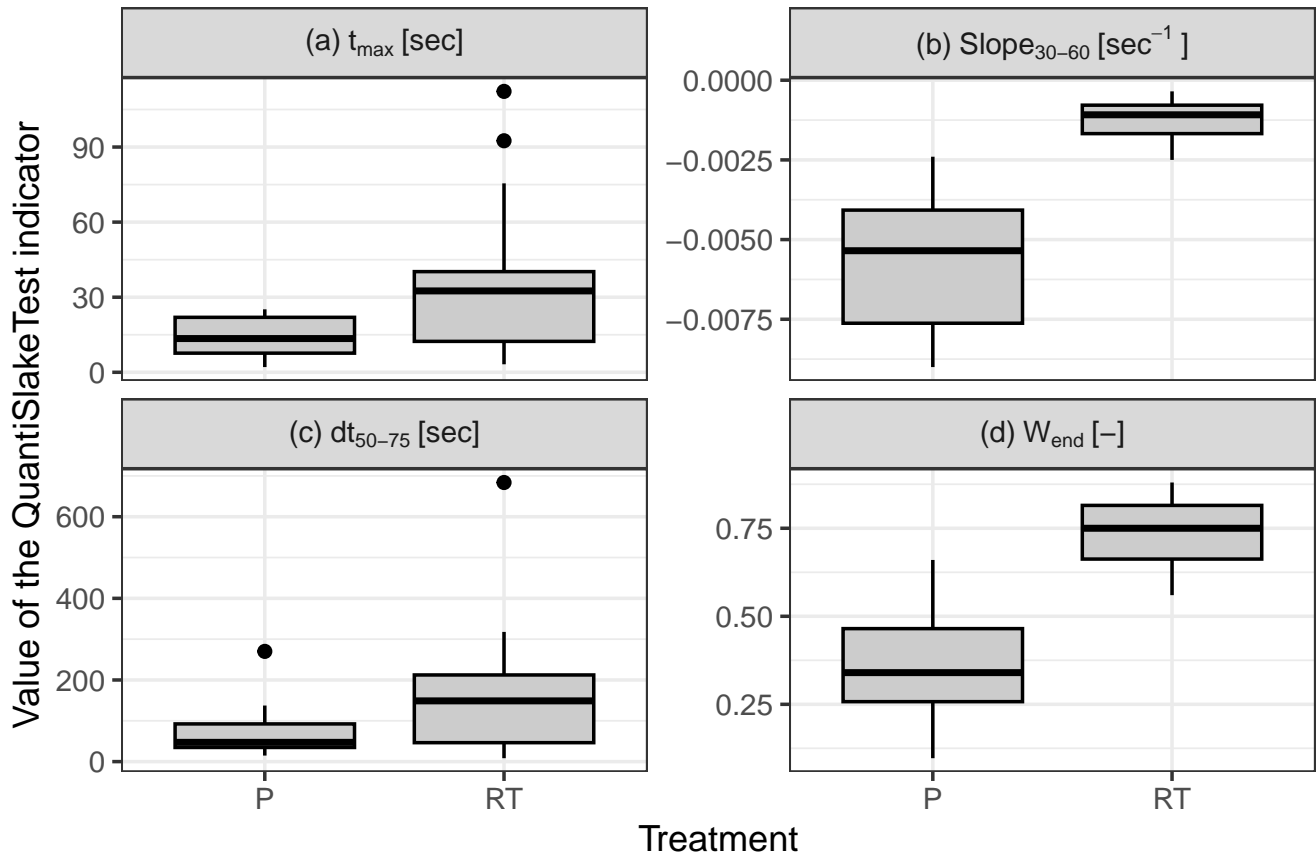 (a) tmax [sec]
(b) Slope30−60 [sec−1 ]
90
60
30
0
0.0000
−0.0025
−0.0050
−0.0075
(c) dt50−75 [sec]
(d) Wend [−]
600
400
200
0
0.75
0.50
0.25
P RT
P RT
Treatment
Value of the QuantiSlakeTest indicator